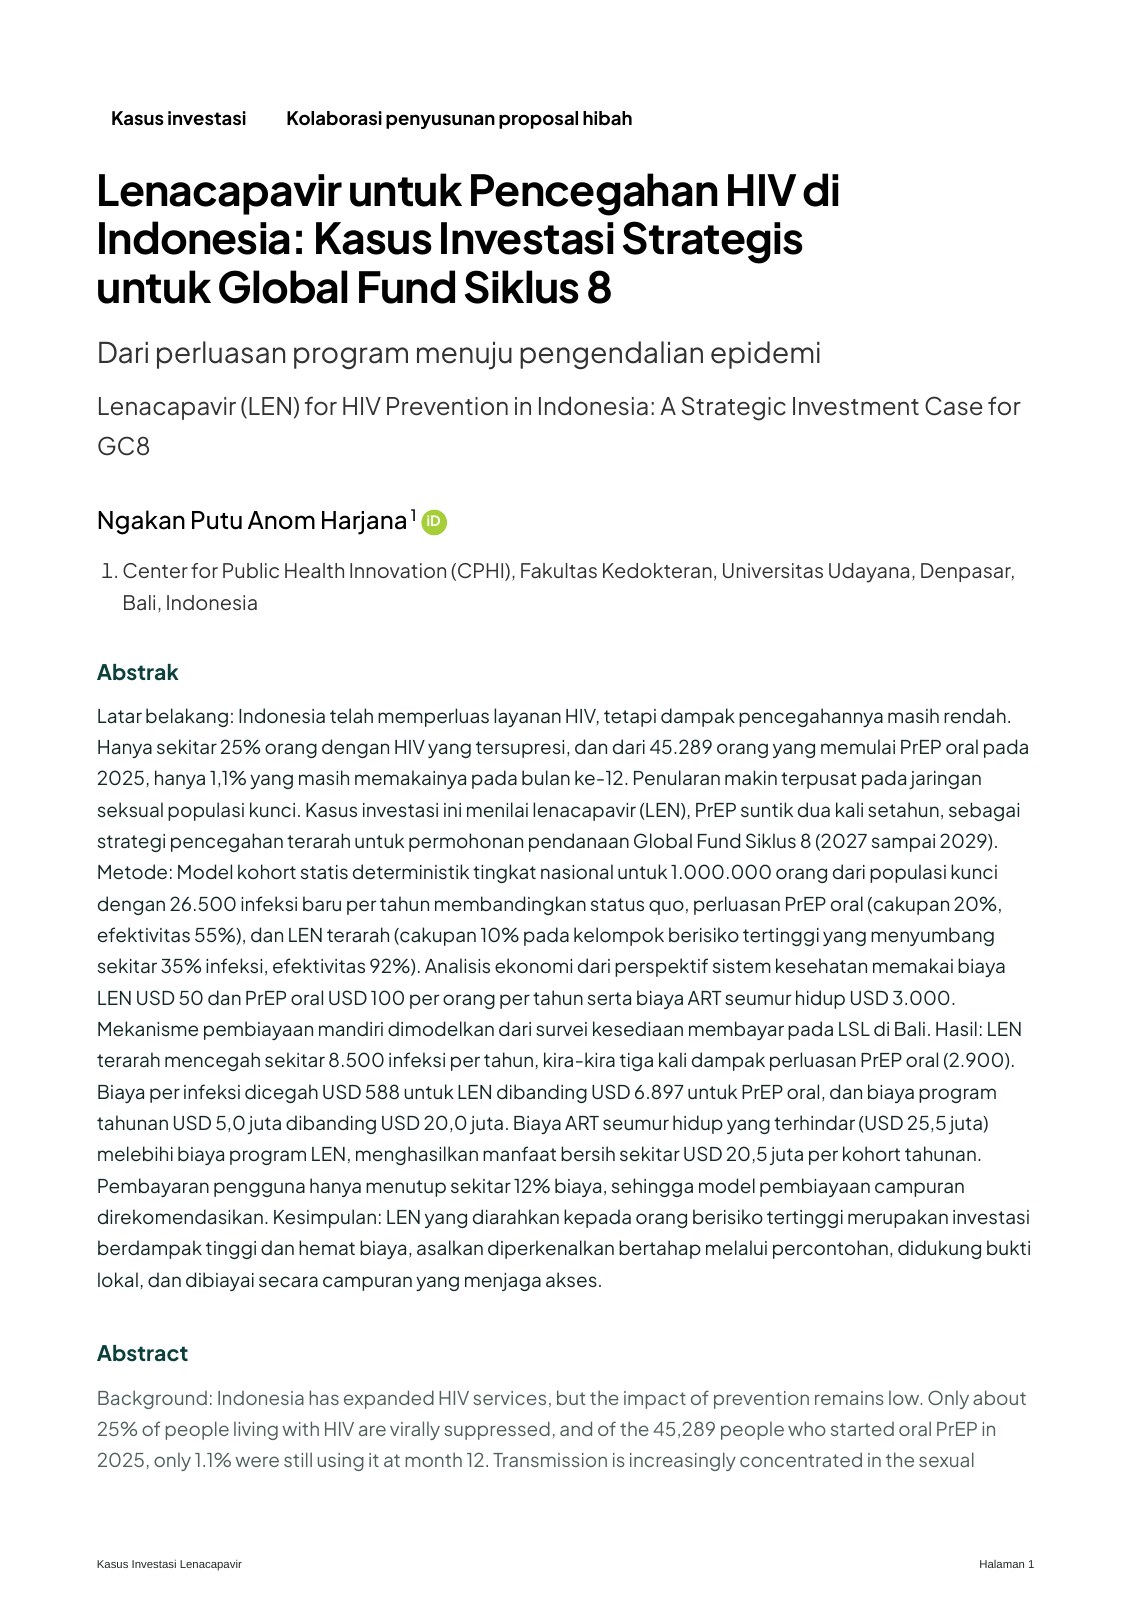 Kasus investasi Kolaborasi penyusunan proposal hibah
Lenacapavir untuk Pencegahan HIV di
Indonesia: Kasus Investasi Strategis
untuk Global Fund Siklus 8
Dari perluasan program menuju pengendalian epidemi
Lenacapavir (LEN) for HIV Prevention in Indonesia: A Strategic Investment Case for
GC8
Ngakan Putu Anom Harjana 1 iD
1. Center for Public Health Innovation (CPHI), Fakultas Kedokteran, Universitas Udayana, Denpasar,
Bali, Indonesia
Abstrak
Latar belakang: Indonesia telah memperluas layanan HIV, tetapi dampak pencegahannya masih rendah.
Hanya sekitar 25% orang dengan HIV yang tersupresi, dan dari 45.289 orang yang memulai PrEP oral pada
2025, hanya 1,1% yang masih memakainya pada bulan ke-12. Penularan makin terpusat pada jaringan
seksual populasi kunci. Kasus investasi ini menilai lenacapavir (LEN), PrEP suntik dua kali setahun, sebagai
strategi pencegahan terarah untuk permohonan pendanaan Global Fund Siklus 8 (2027 sampai 2029).
Metode: Model kohort statis deterministik tingkat nasional untuk 1.000.000 orang dari populasi kunci
dengan 26.500 infeksi baru per tahun membandingkan status quo, perluasan PrEP oral (cakupan 20%,
efektivitas 55%), dan LEN terarah (cakupan 10% pada kelompok berisiko tertinggi yang menyumbang
sekitar 35% infeksi, efektivitas 92%). Analisis ekonomi dari perspektif sistem kesehatan memakai biaya
LEN USD 50 dan PrEP oral USD 100 per orang per tahun serta biaya ART seumur hidup USD 3.000.
Mekanisme pembiayaan mandiri dimodelkan dari survei kesediaan membayar pada LSL di Bali. Hasil: LEN
terarah mencegah sekitar 8.500 infeksi per tahun, kira-kira tiga kali dampak perluasan PrEP oral (2.900).
Biaya per infeksi dicegah USD 588 untuk LEN dibanding USD 6.897 untuk PrEP oral, dan biaya program
tahunan USD 5,0 juta dibanding USD 20,0 juta. Biaya ART seumur hidup yang terhindar (USD 25,5 juta)
melebihi biaya program LEN, menghasilkan manfaat bersih sekitar USD 20,5 juta per kohort tahunan.
Pembayaran pengguna hanya menutup sekitar 12% biaya, sehingga model pembiayaan campuran
direkomendasikan. Kesimpulan: LEN yang diarahkan kepada orang berisiko tertinggi merupakan investasi
berdampak tinggi dan hemat biaya, asalkan diperkenalkan bertahap melalui percontohan, didukung bukti
lokal, dan dibiayai secara campuran yang menjaga akses.
Abstract
Background: Indonesia has expanded HIV services, but the impact of prevention remains low. Only about
25% of people living with HIV are virally suppressed, and of the 45,289 people who started oral PrEP in
2025, only 1.1% were still using it at month 12. Transmission is increasingly concentrated in the sexual
Kasus Investasi Lenacapavir
Halaman 1